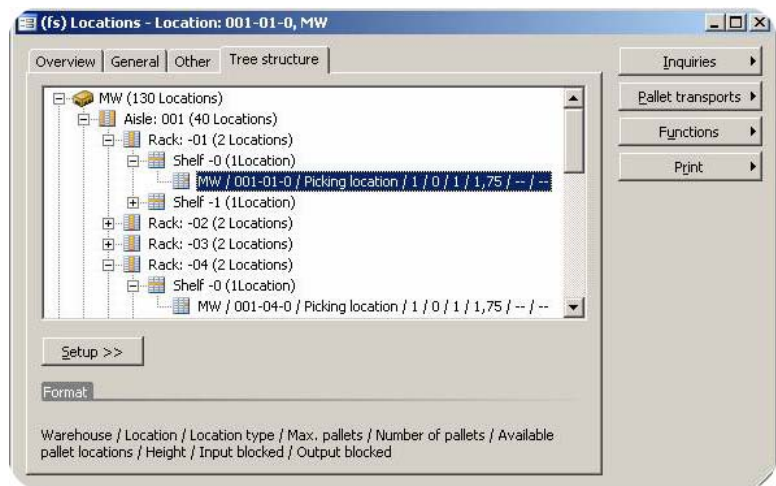 (fs) Locations - Location: 001-01-0, MW
Overview General Other Tree structure
MW (130 Locations)
Aisle: 001 (40 Locations)
Rack: -01 (2 Locations)
Shelf -0 (1Location)
MW / 001-01-0 / Picking location / 1 / 0 / 1 / 1,75 / -- / --
Shelf -1 (1Location)
Rack: -02 (2 Locations)
Rack: -03 (2 Locations)
Rack: -04 (2 Locations)
Shelf -0 (1Location)
MW / 001-04-0 / Picking location / 1 / 0 / 1 / 1,75 / -- / --
Setup >>
Format
Warehouse / Location / Location type / Max. pallets / Number of pallets / Available
pallet locations / Height / Input blocked / Output blocked
Inquiries
Pallet transports
Functions
Print